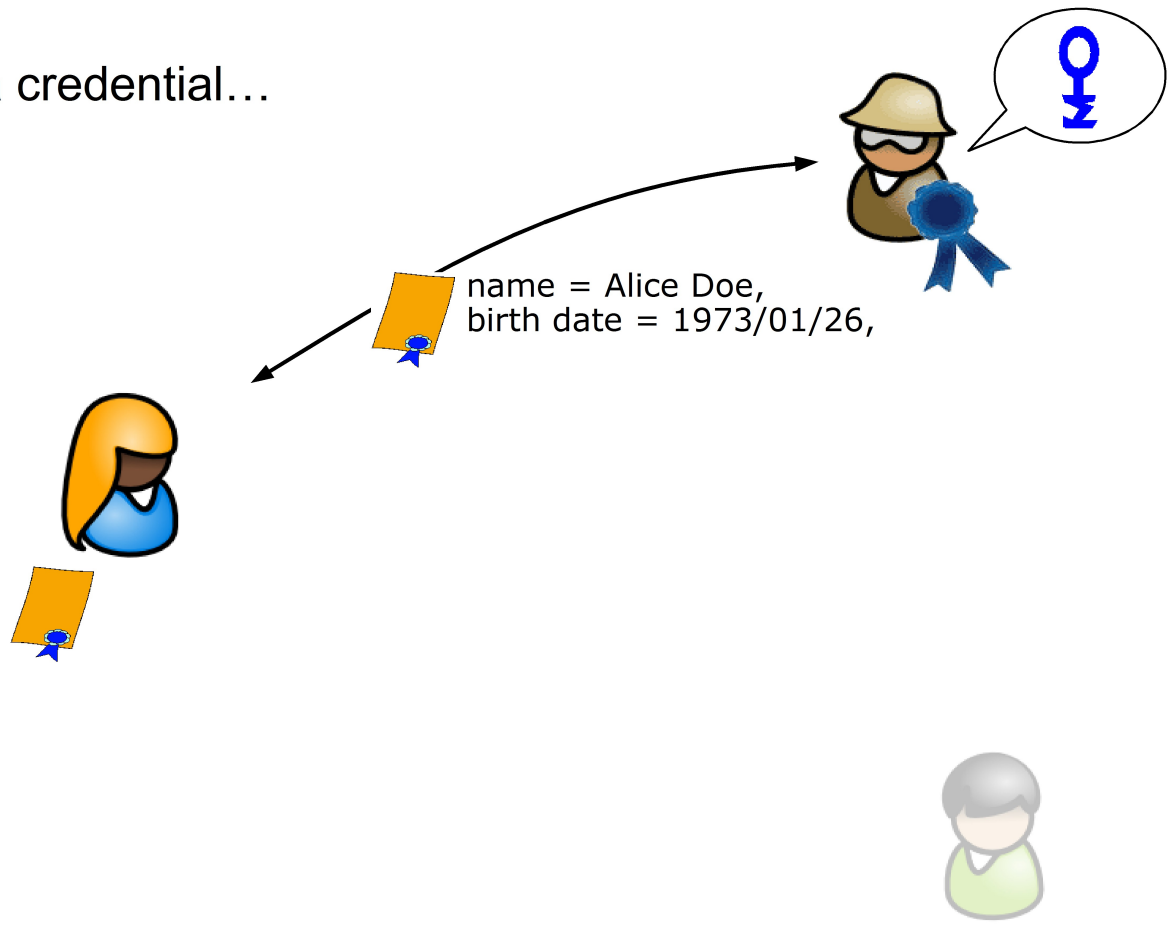 credential…
name = Alice Doe,
birth date = 1973/01/26,